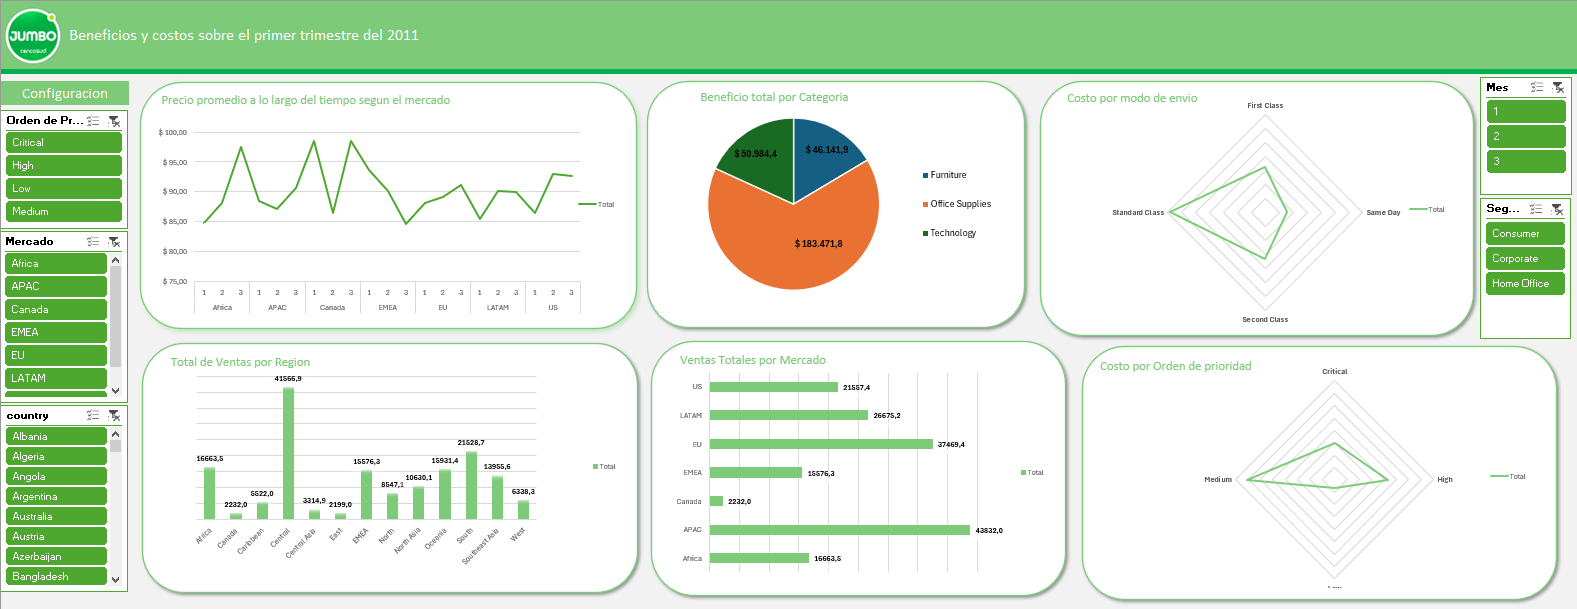 JUMBO
cencosud
Beneficios y costos sobre el primer trimestre del 2011
Configuracion
Orden de Pr...
Critical
High
Low
Medium
Mercado
Africa
APAC
Canada
EMEA
EU
LATAM
country
Albania
Algeria
Angola
Argentina
Australia
Austria
Azerbaijan
Bangladesh
Precio promedio a lo largo del tiempo segun el mercado
$ 100,00
$ 95,00
$ 90,00
$ 85,00
$ 80,00
$ 75,00
1 2 3 1 2 3 1 2 3 1 2 3 1 2 3 1 2 3 1 2 3
Africa APAC Canada EMEA EU LATAM US
Total
Beneficio total por Categoria
$ 50.984,4
$ 46.141,9
$ 183.471,8
Furniture
Office Supplies
Technology
Costo por modo de envio
First Class
Standard Class
Same Day
Second Class
Total
Mes
1
2
3
Seg...
Consumer
Corporate
Home Office
Total de Ventas por Region
16663,5
2232,0
5522,0
41566,9
3314,9
2199,0
15576,3
8547,1
10630,1
15931,4
21528,7
13955,6
6338,3
Africa
Canada
Caribbean
Central
Central Asia
East
EMEA
North
North Asia
Oceania
South
Southeast Asia
West
Total
Ventas Totales por Mercado
US 21557,4
LATAM 26675,2
EU 37469,4
EMEA 15576,3
Canada 2232,0
APAC 43832,0
Africa 16663,5
Total
Costo por Orden de prioridad
Critical
Medium
High
Total